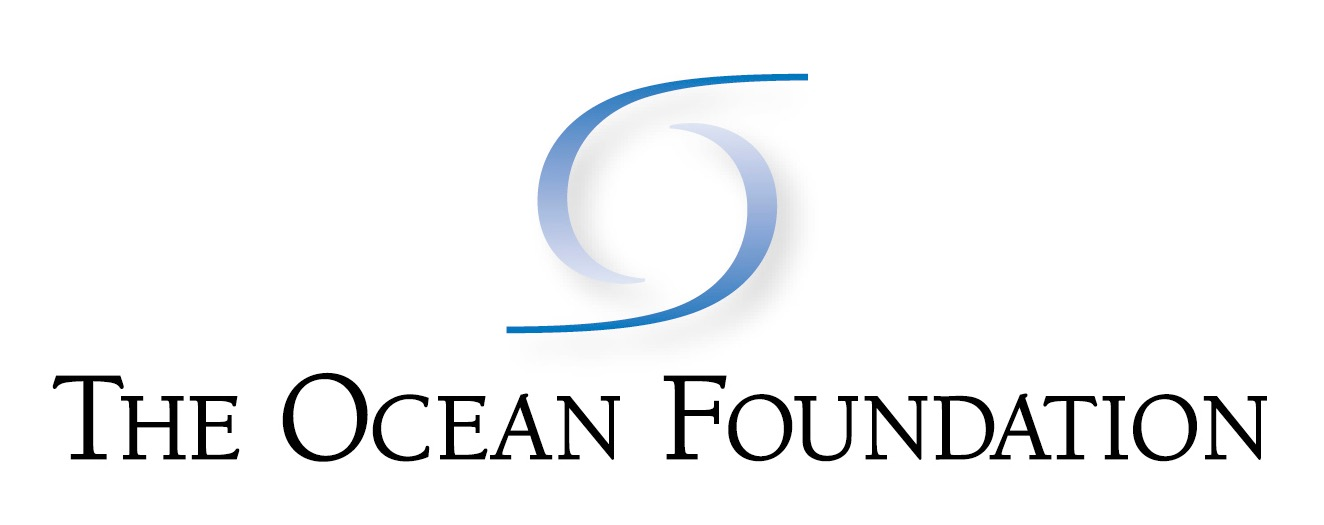 THE OCEAN FOUNDATION